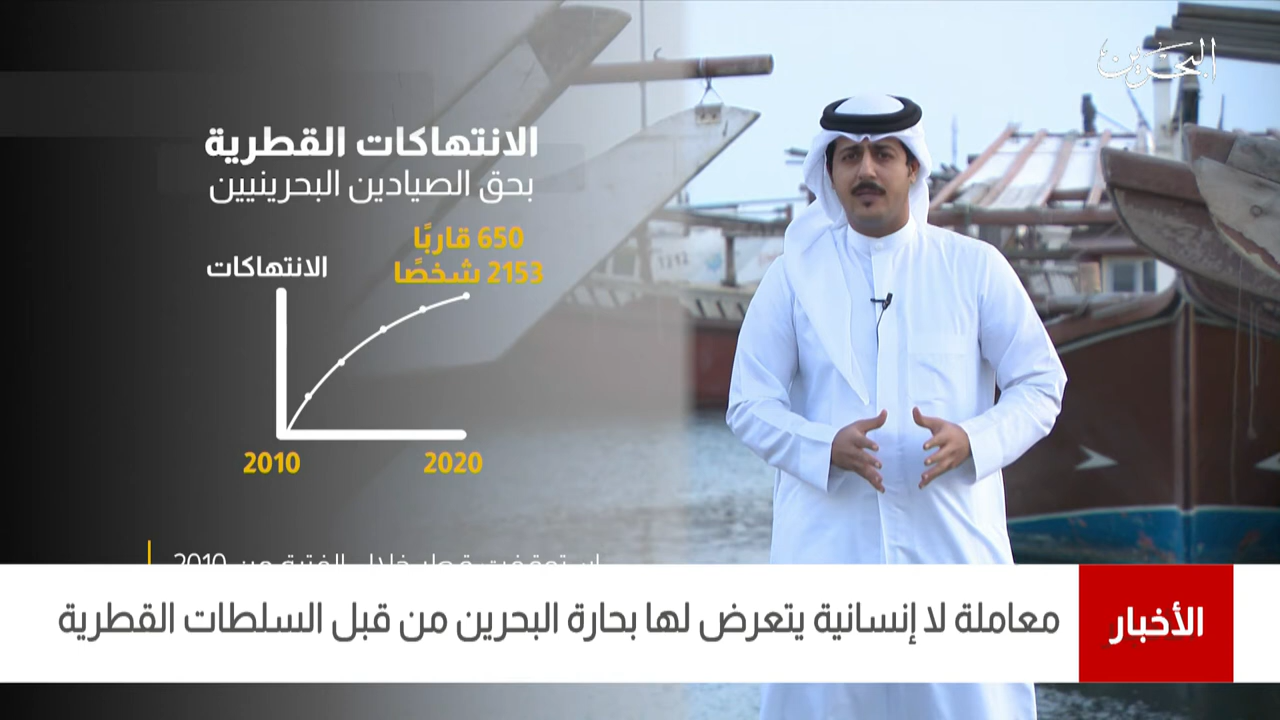 البحرين
الانتهاكات القطرية
بحق الصيادين البحرينيين
650 قاربًا
2153 شخصًا
الانتهاكات
2010
2020
معاملة لا إنسانية يتعرض لها بحارة البحرين من قبل السلطات القطرية
الأخبار